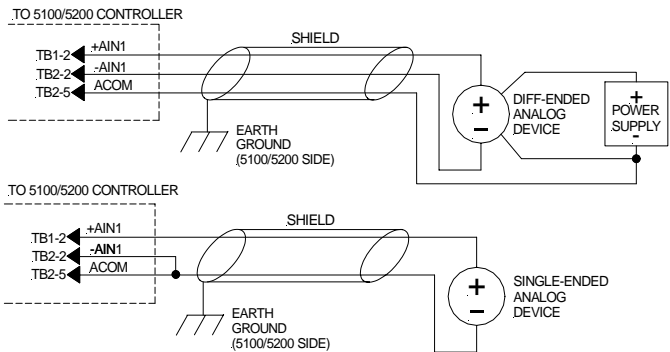 TO 5100/5200 CONTROLLER
TB1-2 +AIN1
TB2-2 -AIN1
TB2-5 ACOM
SHIELD
EARTH
GROUND
(5100/5200 SIDE)
+
−
DIFF-ENDED
ANALOG
DEVICE
+
POWER
SUPPLY
-
TO 5100/5200 CONTROLLER
TB1-2 +AIN1
TB2-2 -AIN1
TB2-5 ACOM
SHIELD
EARTH
GROUND
(5100/5200 SIDE)
+
−
SINGLE-ENDED
ANALOG
DEVICE